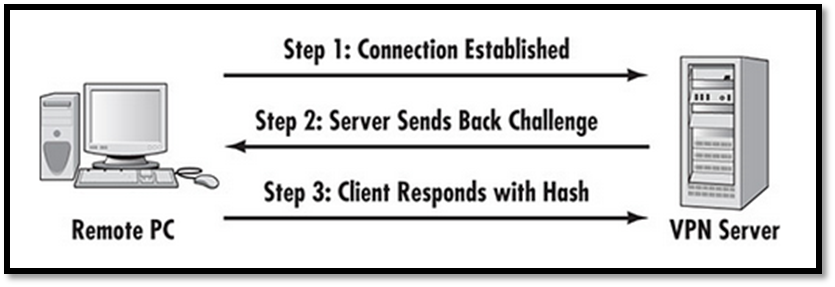 Step 1: Connection Established
Step 2: Server Sends Back Challenge
Step 3: Client Responds with Hash
Remote PC
VPN Server